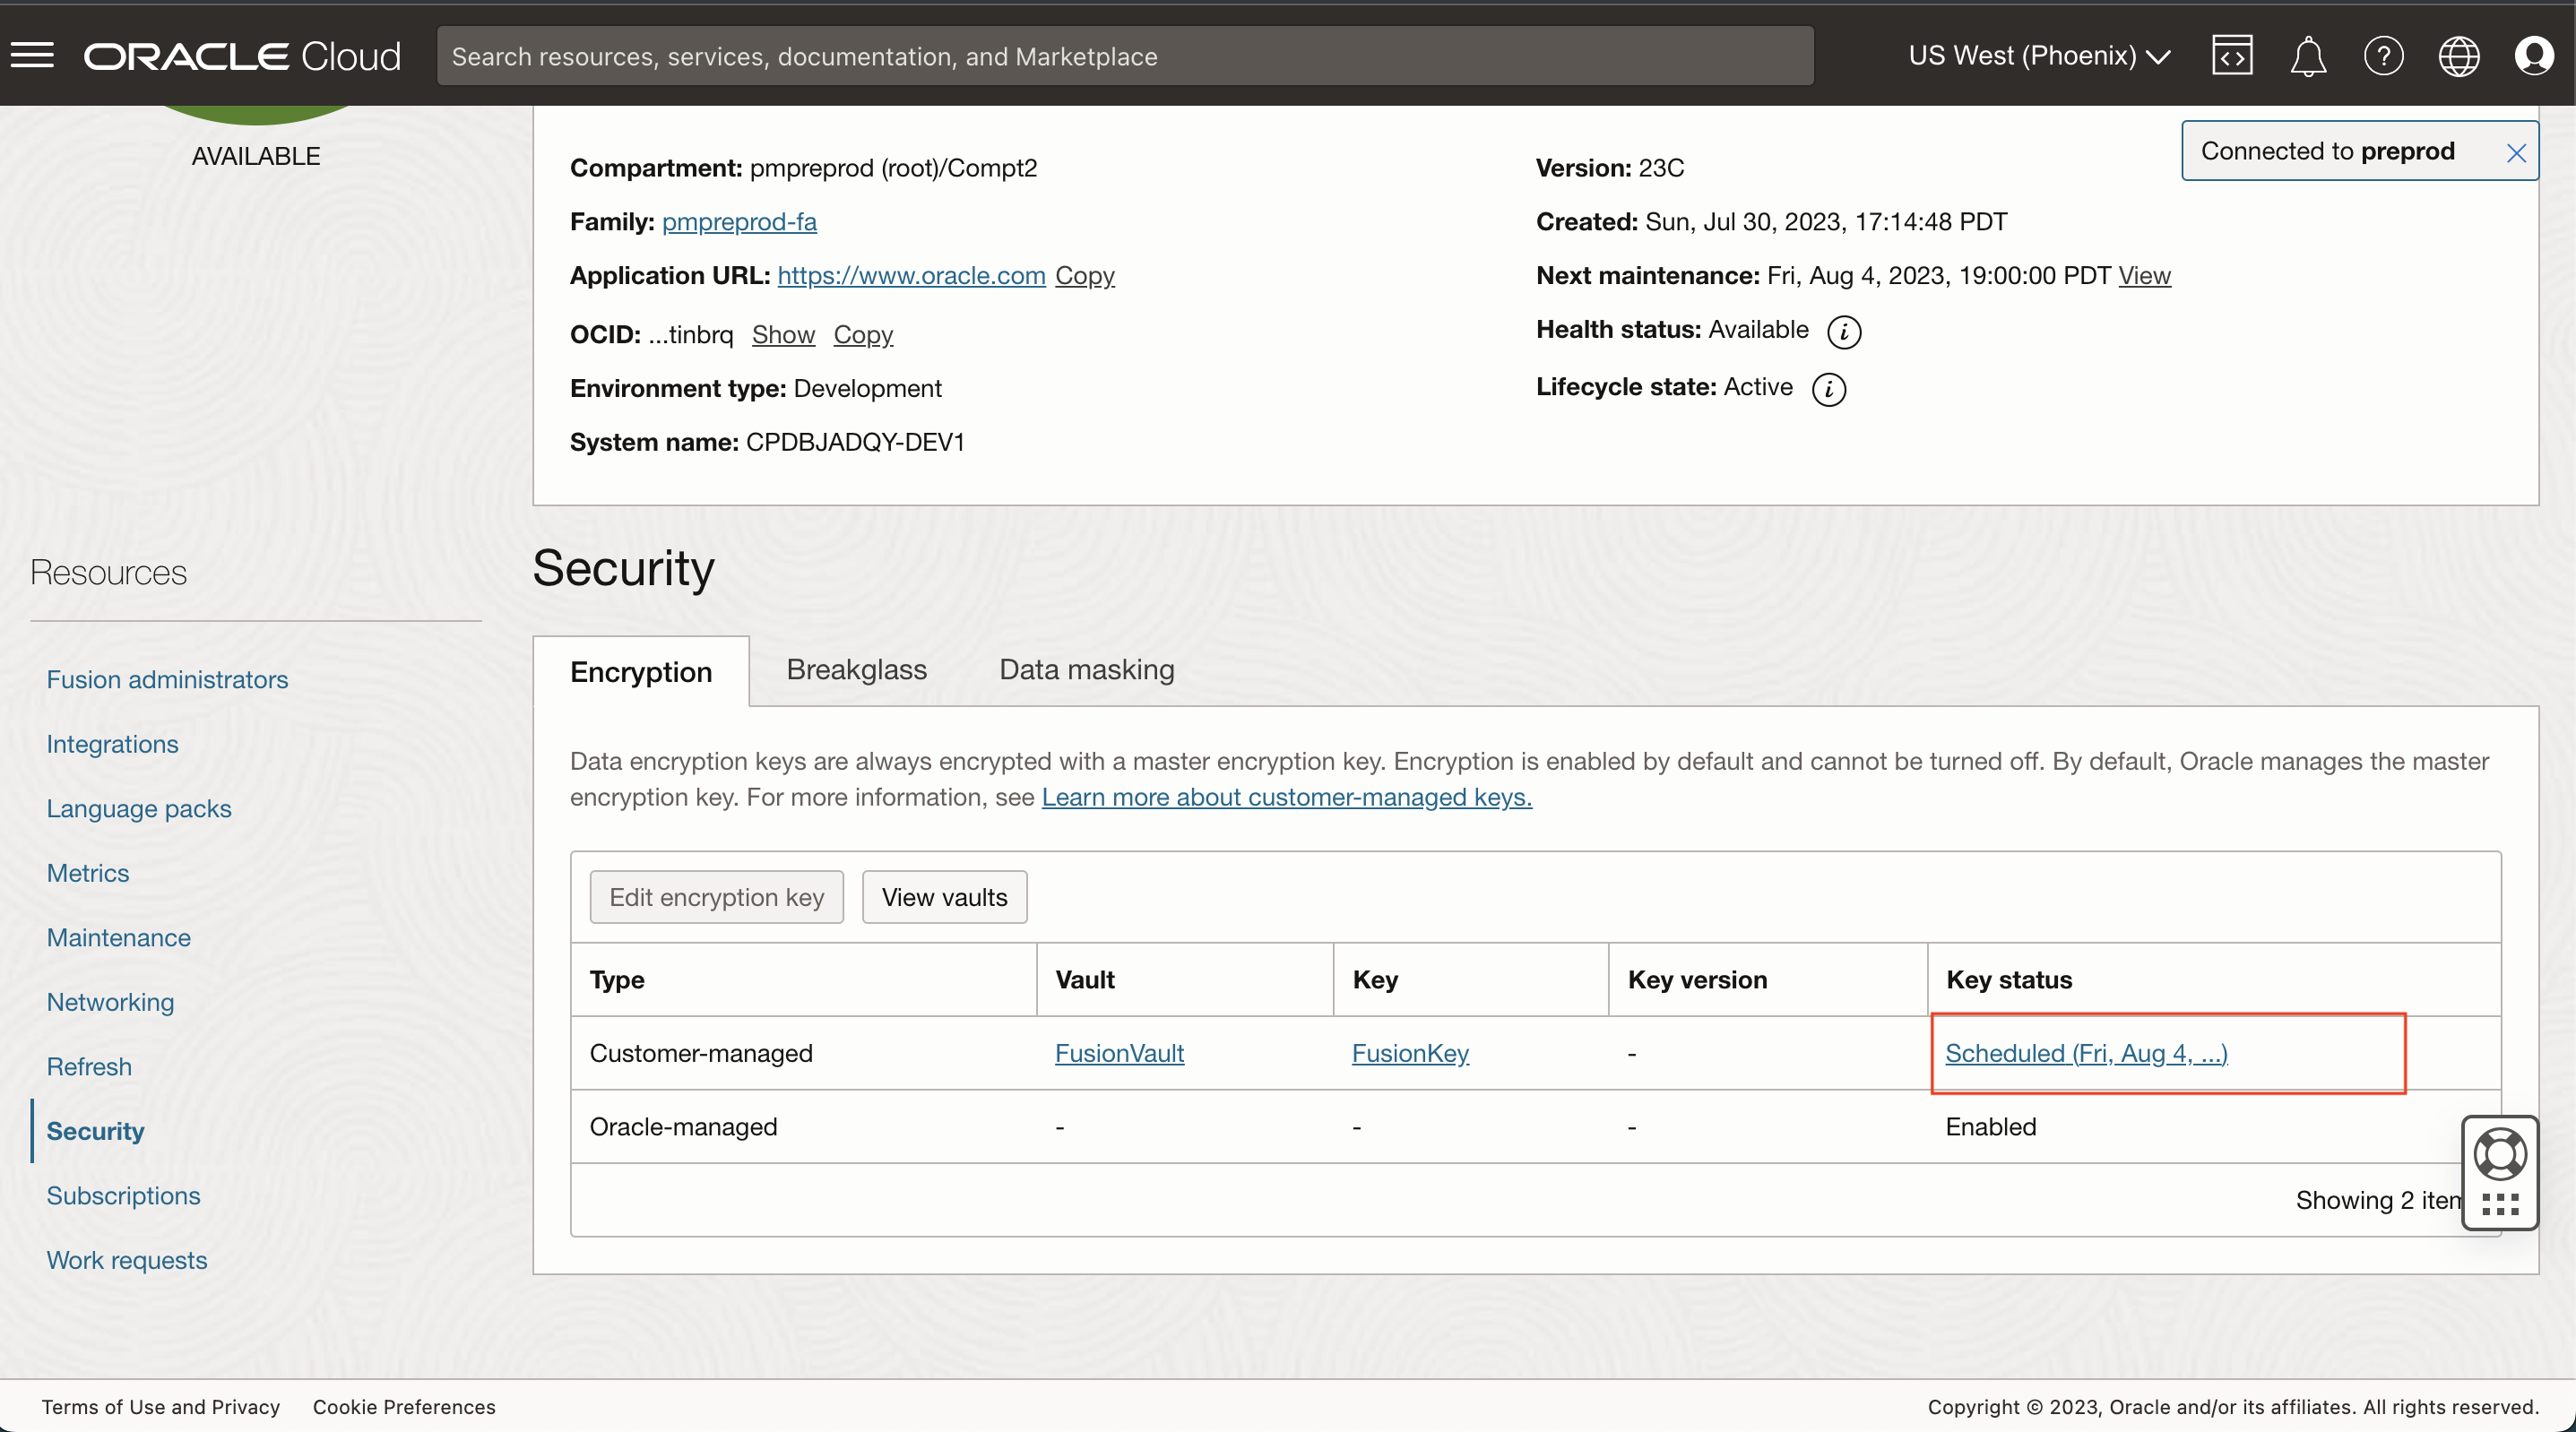 ORACLE Cloud
Search resources, services, documentation, and Marketplace
US West (Phoenix)
AVAILABLE
Connected to preprod
Compartment: pmpreprod (root)/Compt2
Family: pmpreprod-fa
Application URL: https://www.oracle.com Copy
OCID: ...tinbrq Show Copy
Environment type: Development
System name: CPDBJADQY-DEV1
Version: 23C
Created: Sun, Jul 30, 2023, 17:14:48 PDT
Next maintenance: Fri, Aug 4, 2023, 19:00:00 PDT View
Health status: Available i
Lifecycle state: Active i
Resources
Fusion administrators
Integrations
Language packs
Metrics
Maintenance
Networking
Refresh
Security
Subscriptions
Work requests
Security
Encryption Breakglass Data masking
Data encryption keys are always encrypted with a master encryption key. Encryption is enabled by default and cannot be turned off. By default, Oracle manages the master
encryption key. For more information, see Learn more about customer-managed keys.
Edit encryption key View vaults
Type Vault Key Key version Key status
Customer-managed FusionVault FusionKey - Scheduled (Fri, Aug 4, ...)
Oracle-managed - - - Enabled
Showing 2 item
Terms of Use and Privacy Cookie Preferences
Copyright © 2023, Oracle and/or its affiliates. All rights reserved.